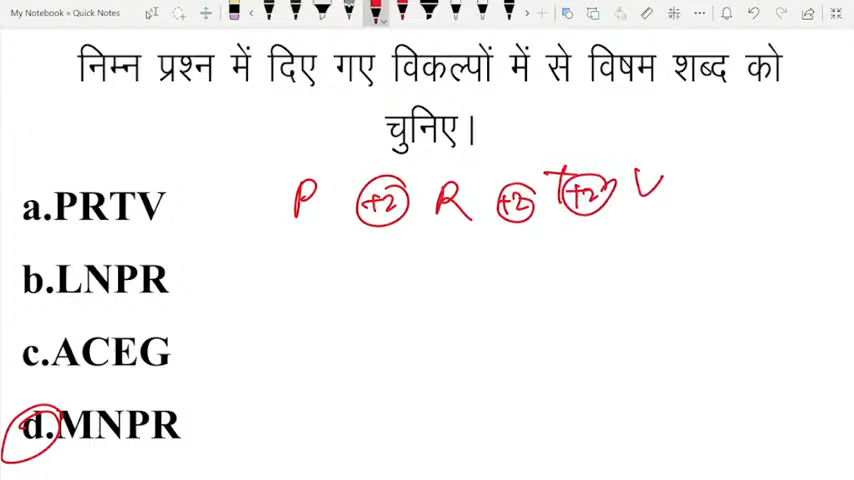 My Notebook » Quick Notes
निम्न प्रश्न में दिए गए विकल्पों में से विषम शब्द को
चुनिए।
a.PRTV
P +2 R +2 T +2 V
b.LNPR
c.ACEG
d.MNPR